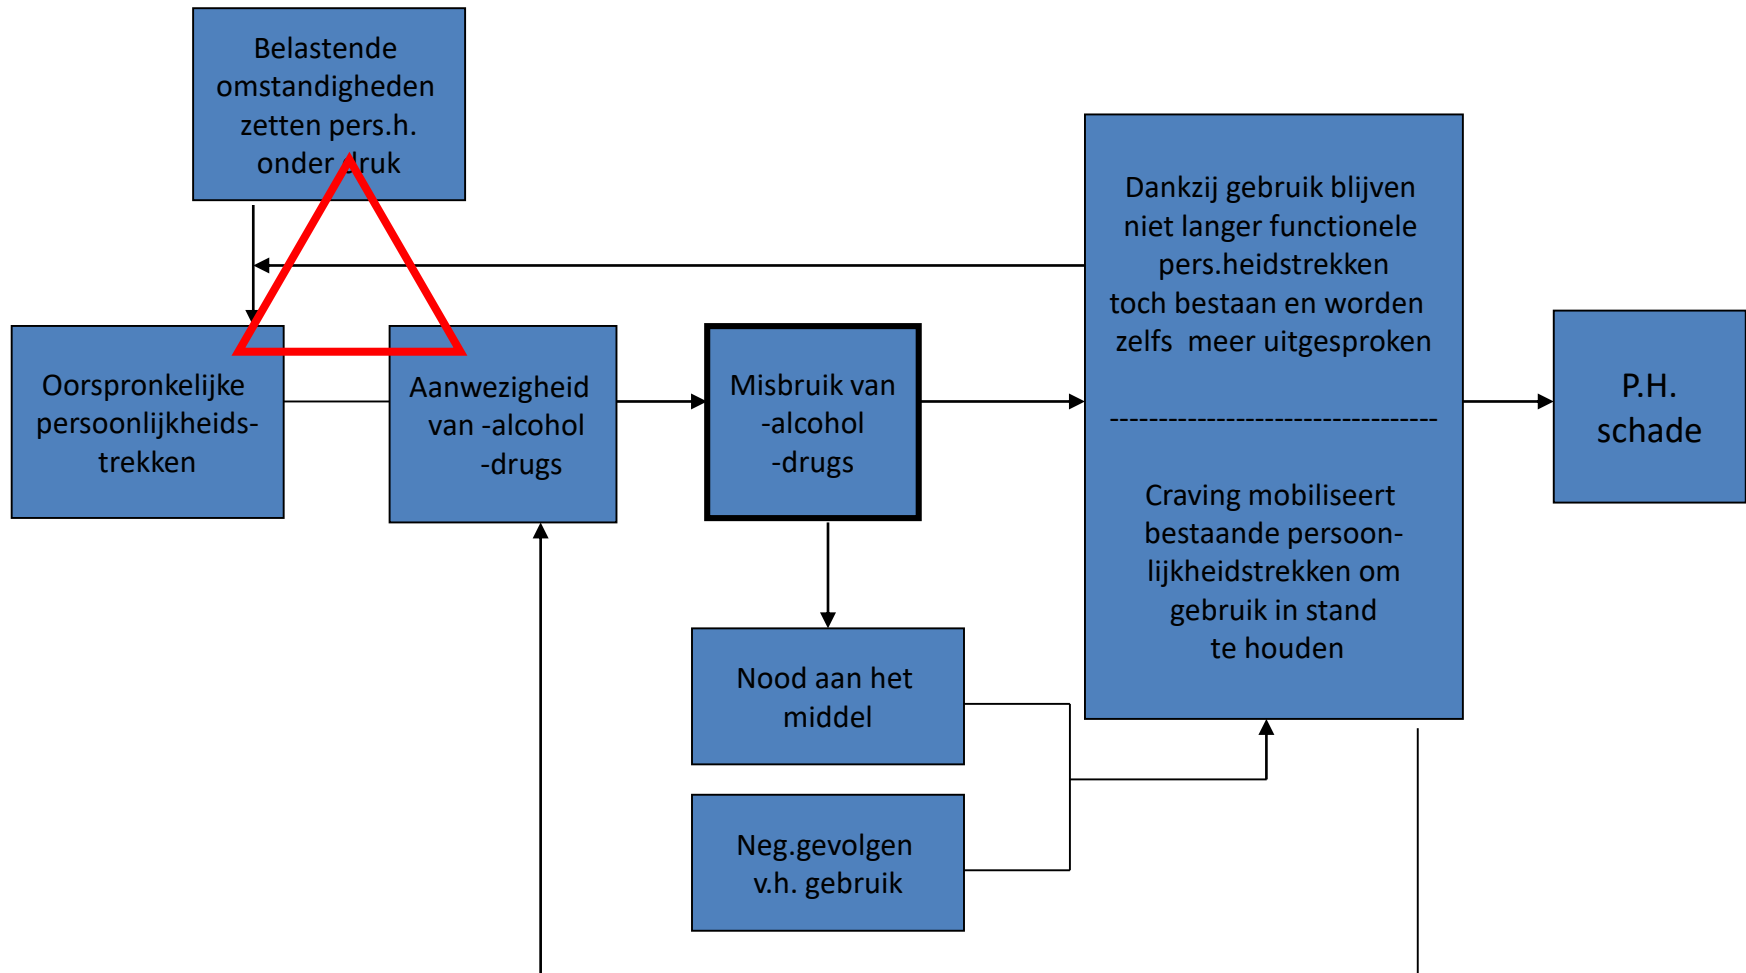 Belastende
omstandigheden
zetten pers.h.
onder druk
Oorspronkelijke
persoonlijkheids-
trekken
Aanwezigheid
van -alcohol
-drugs
Misbruik van
-alcohol
-drugs
Nood aan het
middel
Neg.gevolgen
v.h. gebruik
Dankzij gebruik blijven
niet langer functionele
pers.heidstrekken
toch bestaan en worden
zelfs meer uitgesproken
----------------------------------
Craving mobiliseert
bestaande persoon-
lijkheidstrekken om
gebruik in stand
te houden
P.H.
schade